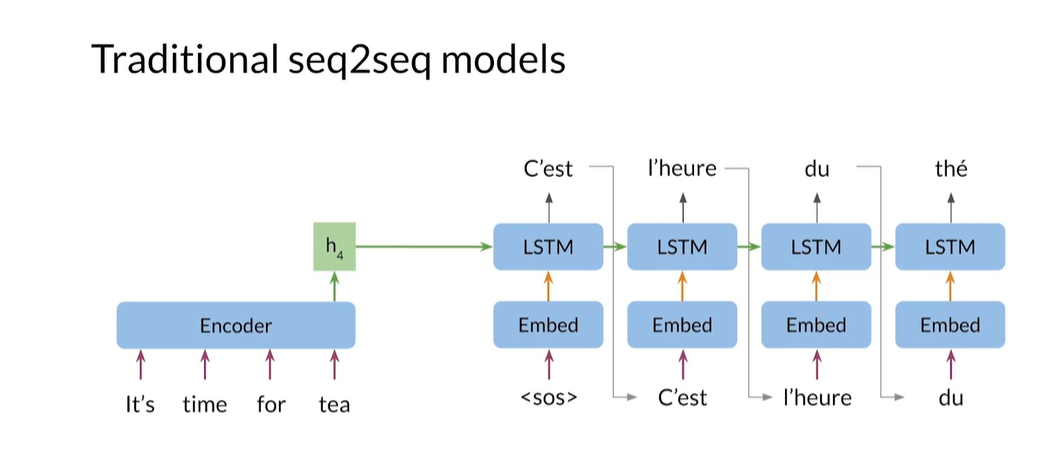 Traditional seq2seq models
C'est l'heure du thé
h4 LSTM LSTM LSTM LSTM
Encoder Embed Embed Embed Embed
It's time for tea <sos> C'est l'heure du